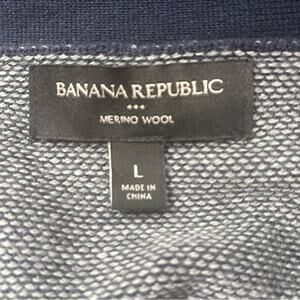 BANANA REPUBLIC
MERINO WOOL
L
MADE IN
CHINA